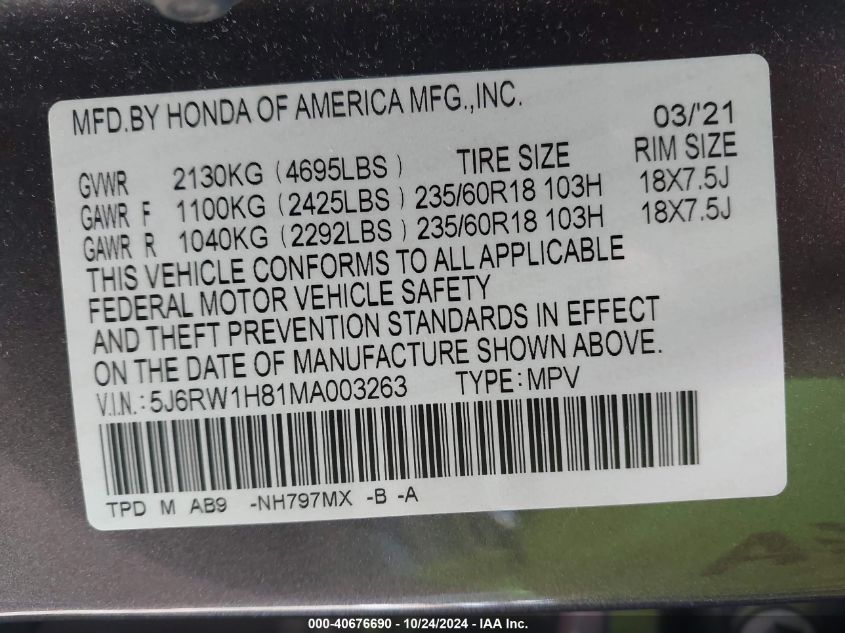 MFD.BY HONDA OF AMERICA MFG.,INC. 03/'21
GVWR 2130KG (4695LBS) TIRE SIZE RIM SIZE
GAWR F 1100KG (2425LBS) 235/60R18 103H 18X7.5J
GAWR R 1040KG (2292LBS) 235/60R18 103H 18X7.5J
THIS VEHICLE CONFORMS TO ALL APPLICABLE
FEDERAL MOTOR VEHICLE SAFETY
AND THEFT PREVENTION STANDARDS IN EFFECT
ON THE DATE OF MANUFACTURE SHOWN ABOVE.
V.I.N.: 5J6RW1H81MA003263 TYPE: MPV
TPD M AB9 -NH797MX -B -A
000-40676690 - 10/24/2024 - IAA Inc.